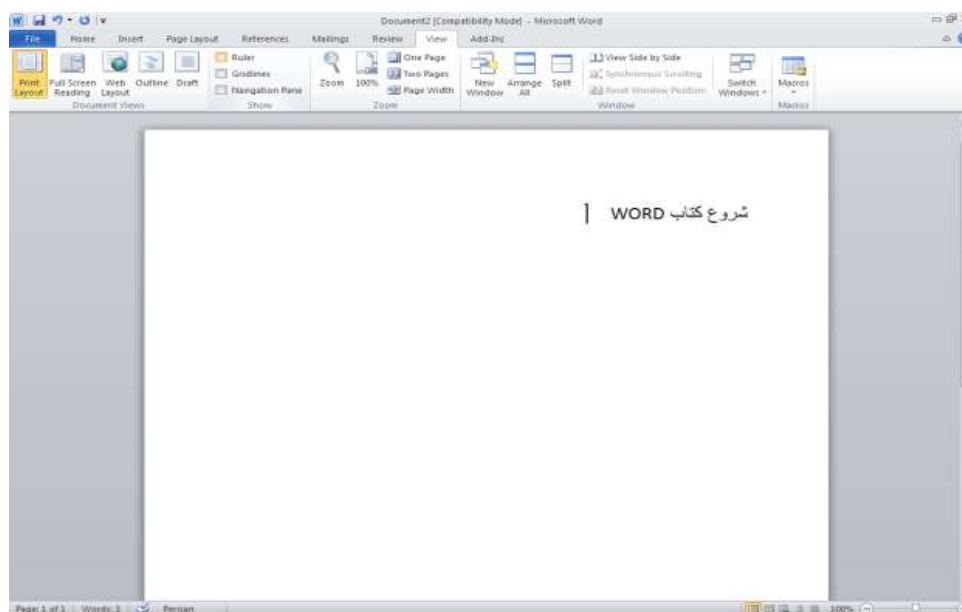 Document2 [Compatibility Mode] - Microsoft Word
File Home Insert Page Layout References Mailings Review View Add-Ins
Print Layout
Full Screen Reading
Web Layout
Outline
Draft
Document Views
Ruler
Gridlines
Navigation Pane
Show
Zoom
100%
One Page
Two Pages
Page Width
Zoom
New Window
Arrange All
Split
View Side by Side
Synchronous Scrolling
Reset Window Position
Window
Switch Windows
Macros
Macros
شروع کتاب WORD
Page: 1 of 1 Words: 3 Persian 100%